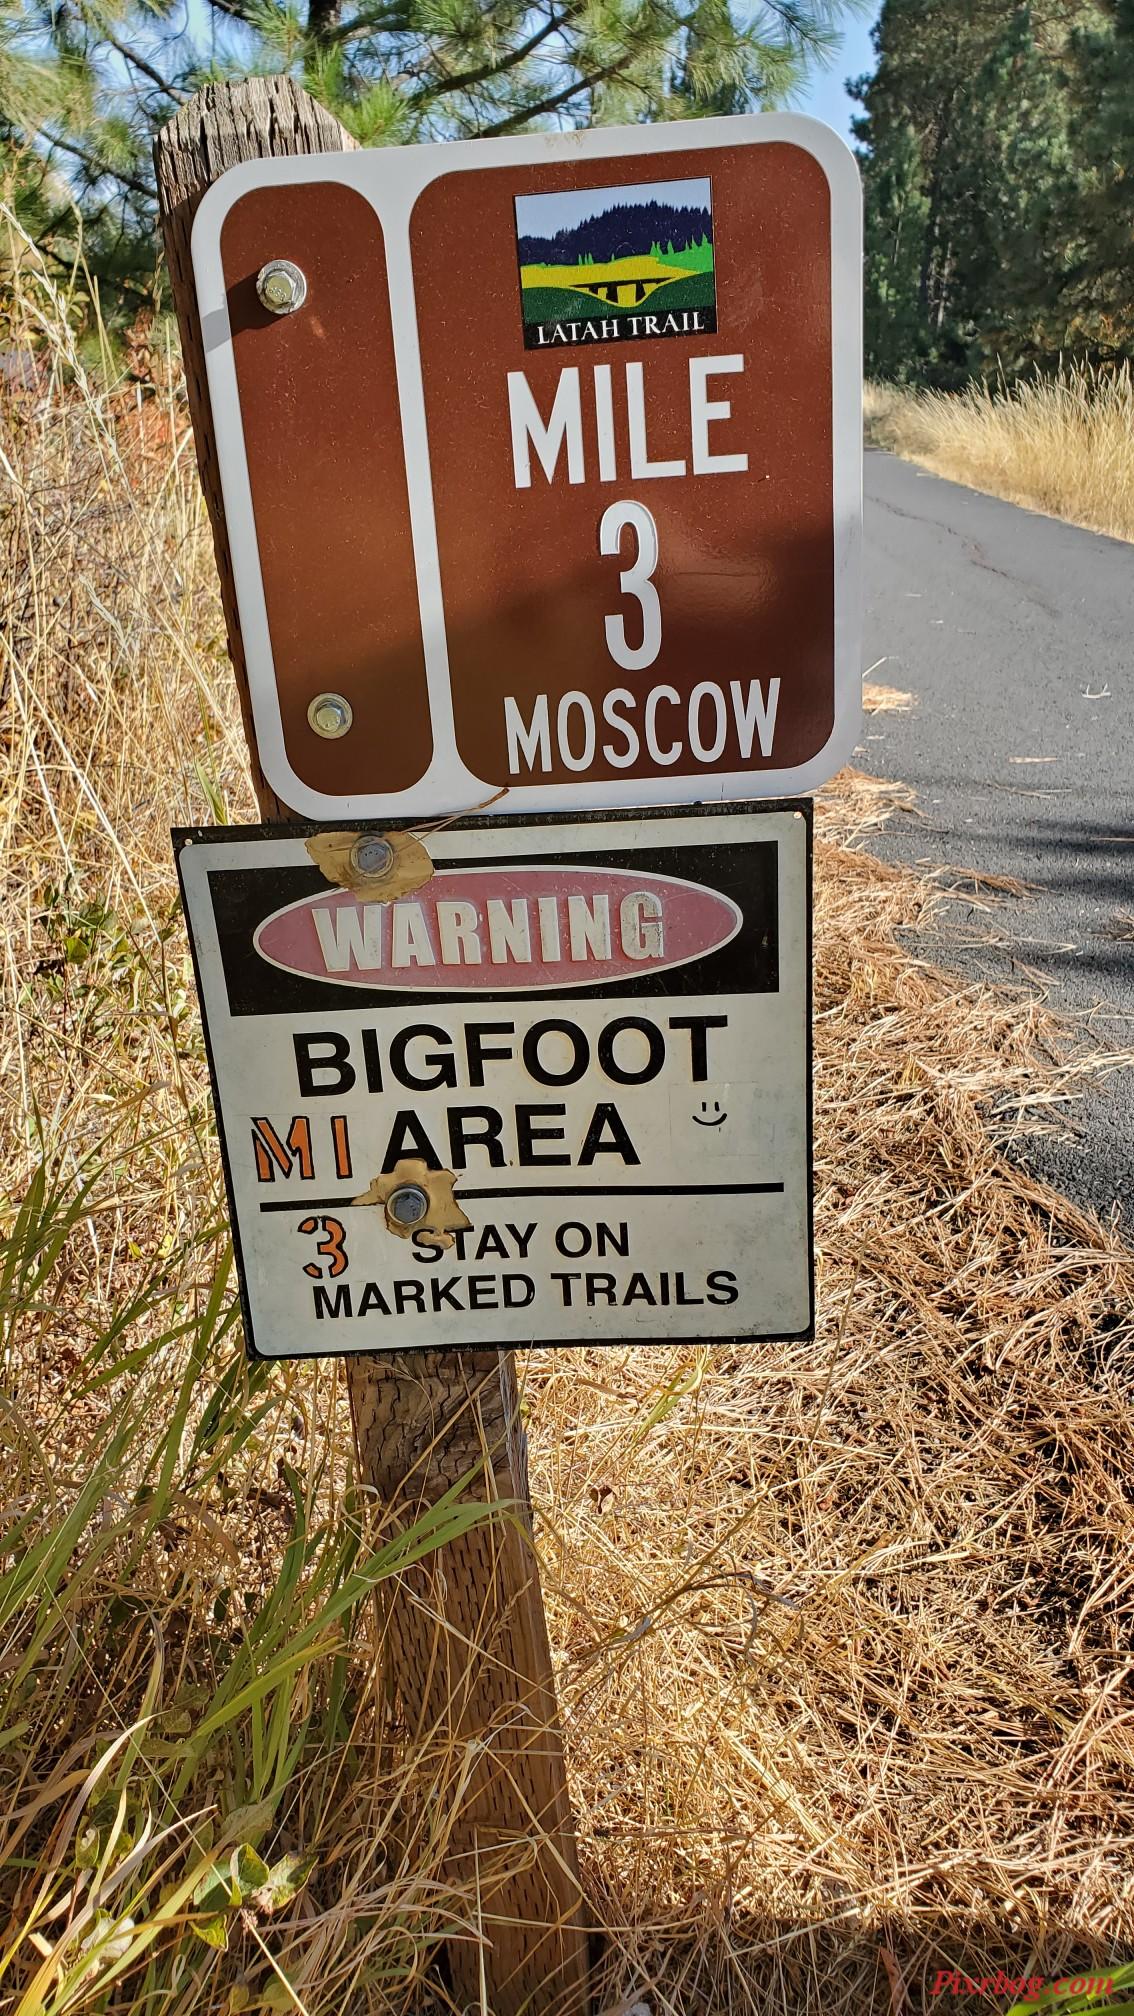 LATAH TRAIL
MILE
3
MOSCOW
WARNING
BIGFOOT
MI AREA
3 STAY ON
MARKED TRAILS
Pixrbog.com